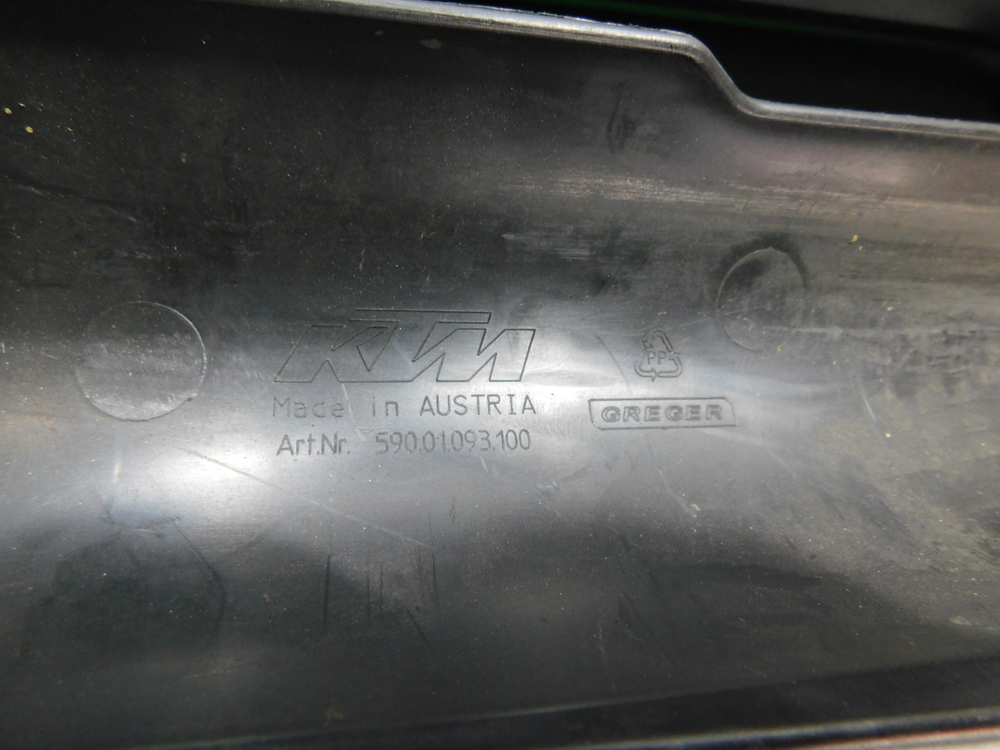 KTM
Made in AUSTRIA
Art.Nr. 590.01.093.100
PP
GREGER